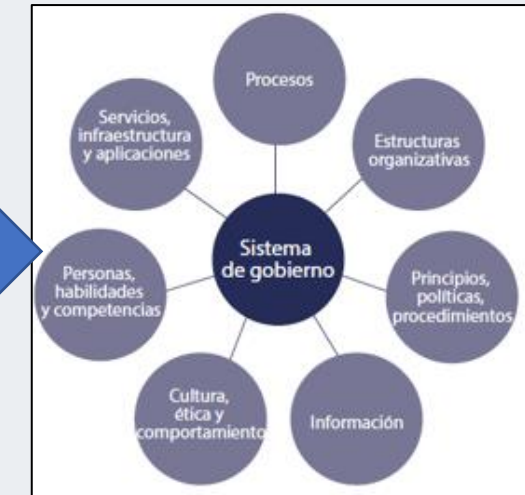 Procesos
Servicios,
infraestructura
y aplicaciones
Estructuras
organizativas
Sistema
de gobierno
Personas,
habilidades
y competencias
Principios,
políticas,
procedimientos
Cultura,
ética y
comportamiento
Información